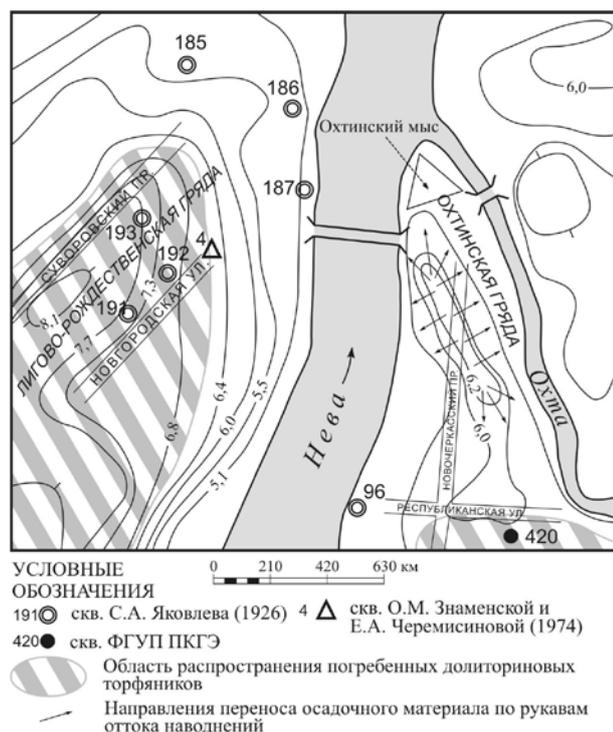 185
186
187
6,0
Охтинский мыс
СУВОРОВСКИЙ ПР.
ЛИГОВО-РОЖДЕСТВЕНСКАЯ ГРЯДА
НОВГОРОДСКАЯ УЛ.
193
192
191
4
8,1
7,7
7,3
6,8
6,4
6,0
5,5
5,1
Нева
ОХТИНСКАЯ ГРЯДА
Охта
6,2
6,0
НОВОЧЕРКАССКИЙ ПР.
РЕСПУБЛИКАНСКАЯ УЛ.
96
420
УСЛОВНЫЕ
ОБОЗНАЧЕНИЯ
0 210 420 630 км
191 скв. С.А. Яковлева (1926)
4 скв. О.М. Знаменской и
Е.А. Черемисиновой (1974)
420 скв. ФГУП ПКГЭ
Область распространения погребенных долиториновых
торфяников
Направления переноса осадочного материала по рукавам
оттока наводнений